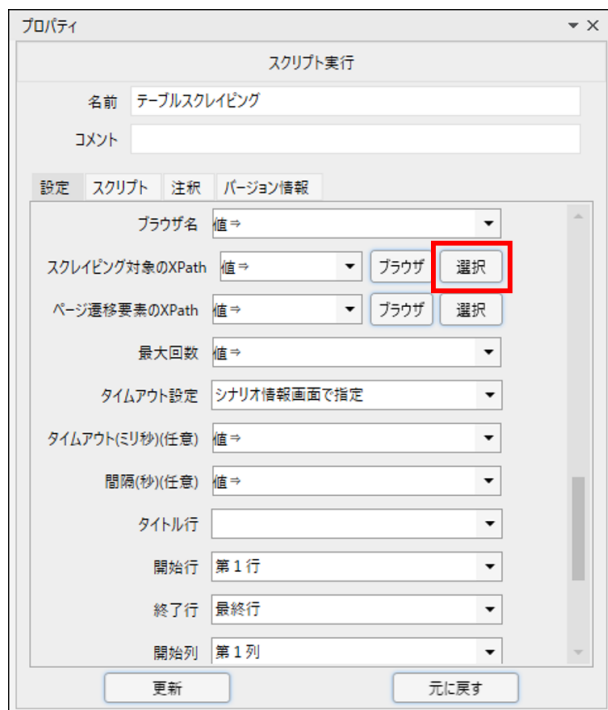 プロパティ
スクリプト実行
名前 テーブルスクレイピング
コメント
設定 スクリプト 注釈 バージョン情報
ブラウザ名 値⇒
スクレイピング対象のXPath 値⇒ ブラウザ 選択
ページ遷移要素のXPath 値⇒ ブラウザ 選択
最大回数 値⇒
タイムアウト設定 シナリオ情報画面で指定
タイムアウト(ミリ秒)(任意) 値⇒
間隔(秒)(任意) 値⇒
タイトル行
開始行 第1行
終了行 最終行
開始列 第1列
更新 元に戻す